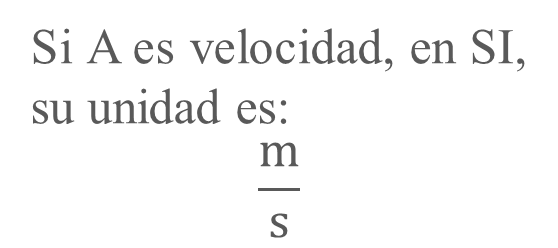 Si A es velocidad, en SI,
su unidad es:
m
s